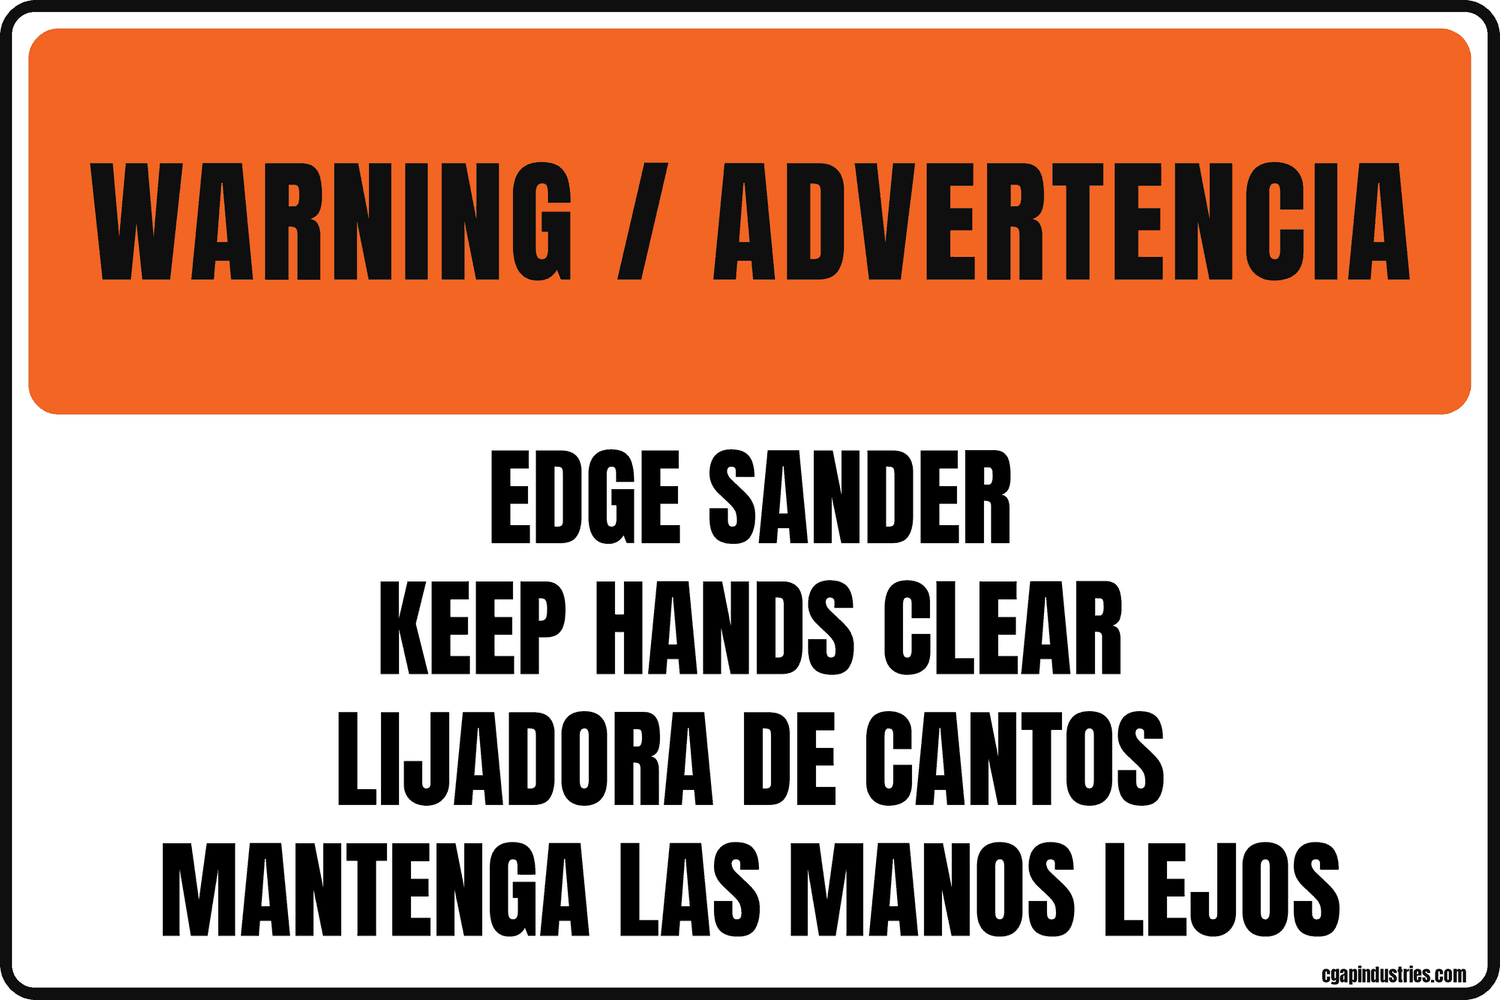 WARNING / ADVERTENCIA
EDGE SANDER
KEEP HANDS CLEAR
LIJADORA DE CANTOS
MANTENGA LAS MANOS LEJOS
cgapindustries.com